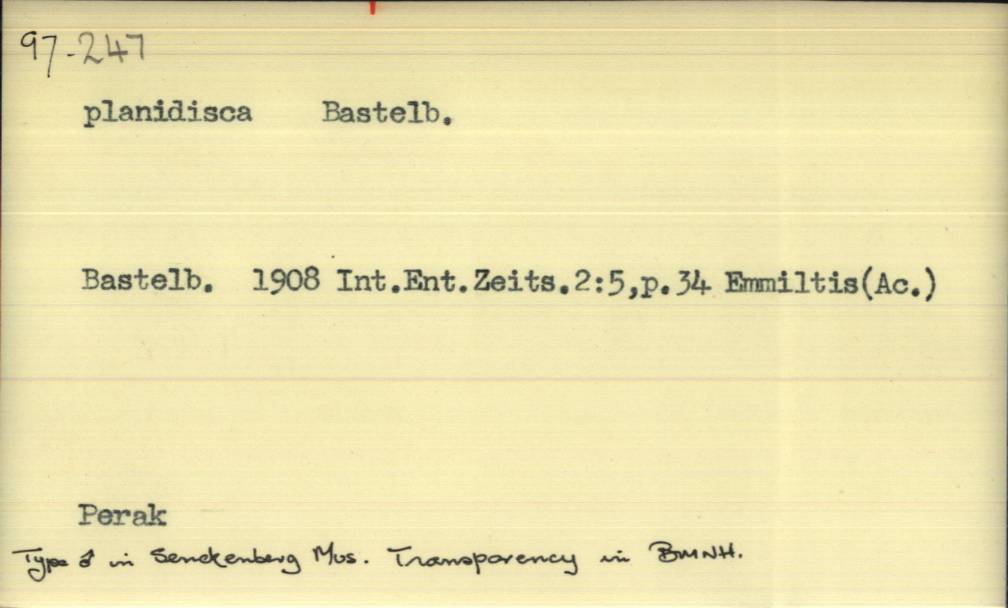 97-247
planidisca Bastelb.
Bastelb. 1908 Int.Ent.Zeits.2:5,p.34 Emmiltis(Ac.)
Perak
Type ♂ in Senckenberg Mus. Transparency in BMNH.